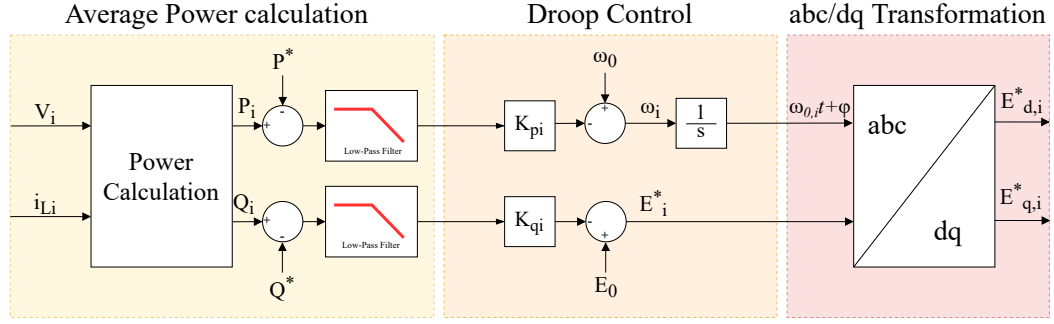 Average Power calculation
Droop Control
abc/dq Transformation
P*
ω0
Vi
Pi
-
+
Low-Pass Filter
Kpi
+
-
ωi
1
s
ω0,it+φ
abc
E*d,i
Power
Calculation
iLi
Qi
+
-
Low-Pass Filter
Kqi
-
+
E*i
dq
E*q,i
Q*
E0